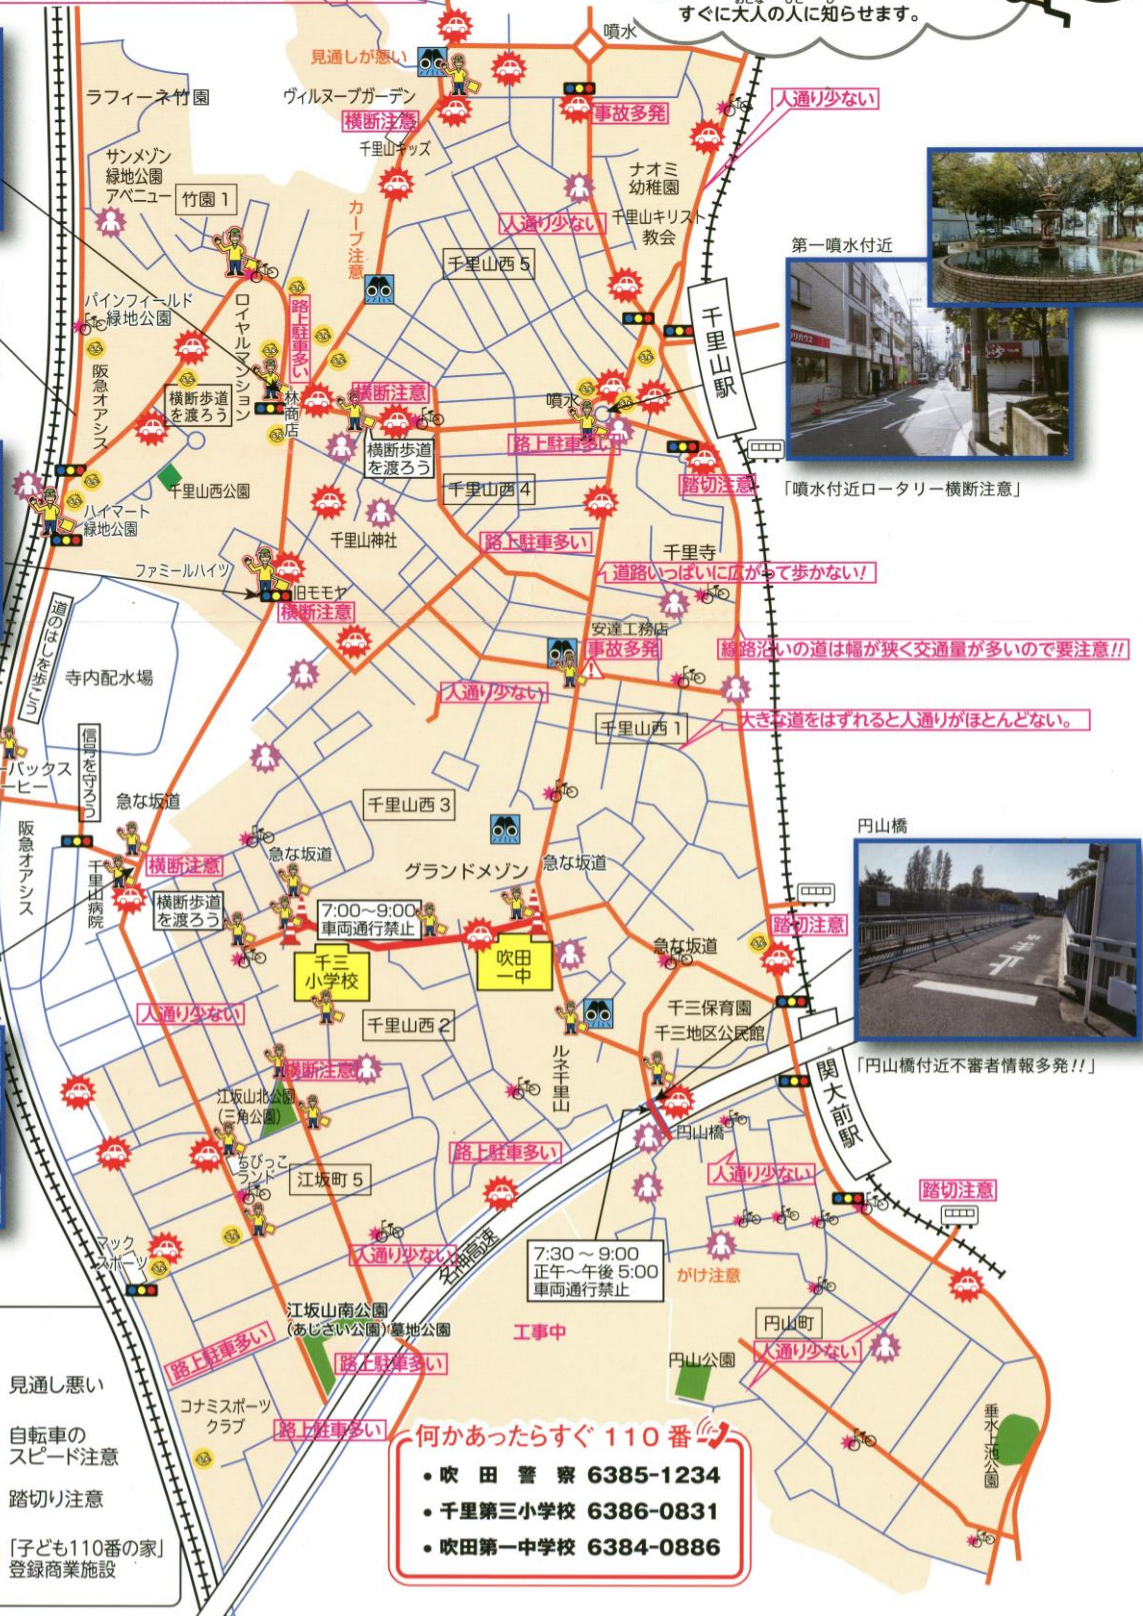 すぐに大人の人に知らせます。
噴水
見通しが悪い
ラフィーネ竹園
ヴィルヌーブガーデン
横断注意
事故多発
人通り少ない
千里山キッズ
サンメゾン
緑地公園
アベニュー
竹園1
ナオミ
幼稚園
人通り少ない
千里山キリスト
教会
カーブ注意
千里山西5
第一噴水付近
パインフィールド
緑地公園
ロイヤルマンション
路上駐車多い
千里山駅
阪急オアシス
横断歩道
を渡ろう
林商店
横断注意
噴水
横断歩道
を渡ろう
路上駐車多い
踏切注意
千里山西公園
千里山西4
「噴水付近ロータリー横断注意」
ハイマート
緑地公園
千里山神社
路上駐車多い
千里寺
ファミールハイツ
道路いっぱいに広がって歩かない!
旧モモヤ
横断注意
道のはしを歩こう
安達工務店
事故多発
線路沿いの道は幅が狭く交通量が多いので要注意!!
寺内配水場
人通り少ない
千里山西1
大きな道をはずれると人通りがほとんどない。
信号を守ろう
ーバックス
ーヒー
急な坂道
千里山西3
円山橋
阪急オアシス
千里山病院
横断注意
急な坂道
グランドメゾン
急な坂道
横断歩道
を渡ろう
7:00〜9:00
車両通行禁止
踏切注意
千三
小学校
吹田
一中
急な坂道
人通り少ない
千里山西2
千三保育園
千三地区公民館
「円山橋付近不審者情報多発!!」
横断注意
ルネ千里山
関大前駅
江坂山北公園
(三角公園)
円山橋
ちびっこ
ランド
江坂町5
路上駐車多い
人通り少ない
踏切注意
マック
スポーツ
人通り少ない
名神高速
7:30〜9:00
正午〜午後5:00
車両通行禁止
がけ注意
江坂山南公園
(あじさい公園)墓地公園
工事中
円山町
人通り少ない
路上駐車多い
路上駐車多い
円山公園
見通し悪い
コナミスポーツ
クラブ
路上駐車多い
垂水上池公園
自転車の
スピード注意
踏切り注意
「子ども110番の家」
登録商業施設
何かあったらすぐ 110 番
・吹 田 警 察 6385-1234
・千里第三小学校 6386-0831
・吹田第一中学校 6384-0886